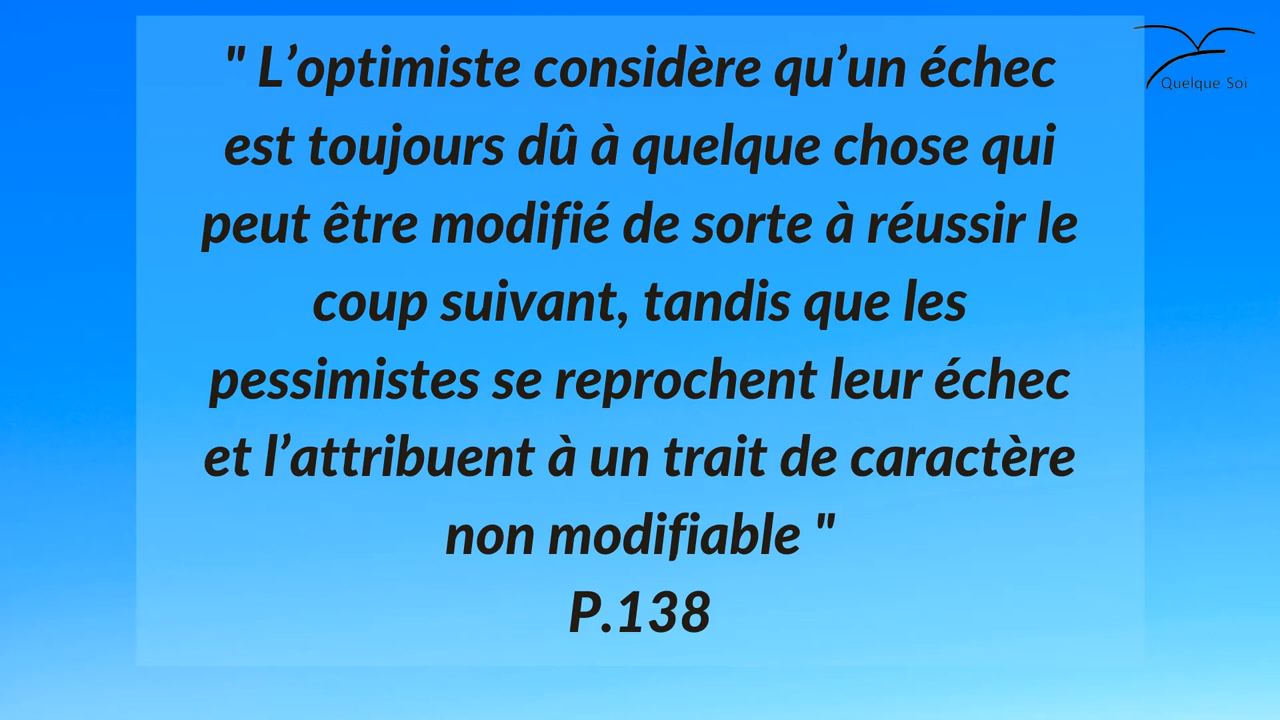 " L’optimiste considère qu’un échec
est toujours dû à quelque chose qui
peut être modifié de sorte à réussir le
coup suivant, tandis que les
pessimistes se reprochent leur échec
et l’attribuent à un trait de caractère
non modifiable "
P.138
Quelque Soi